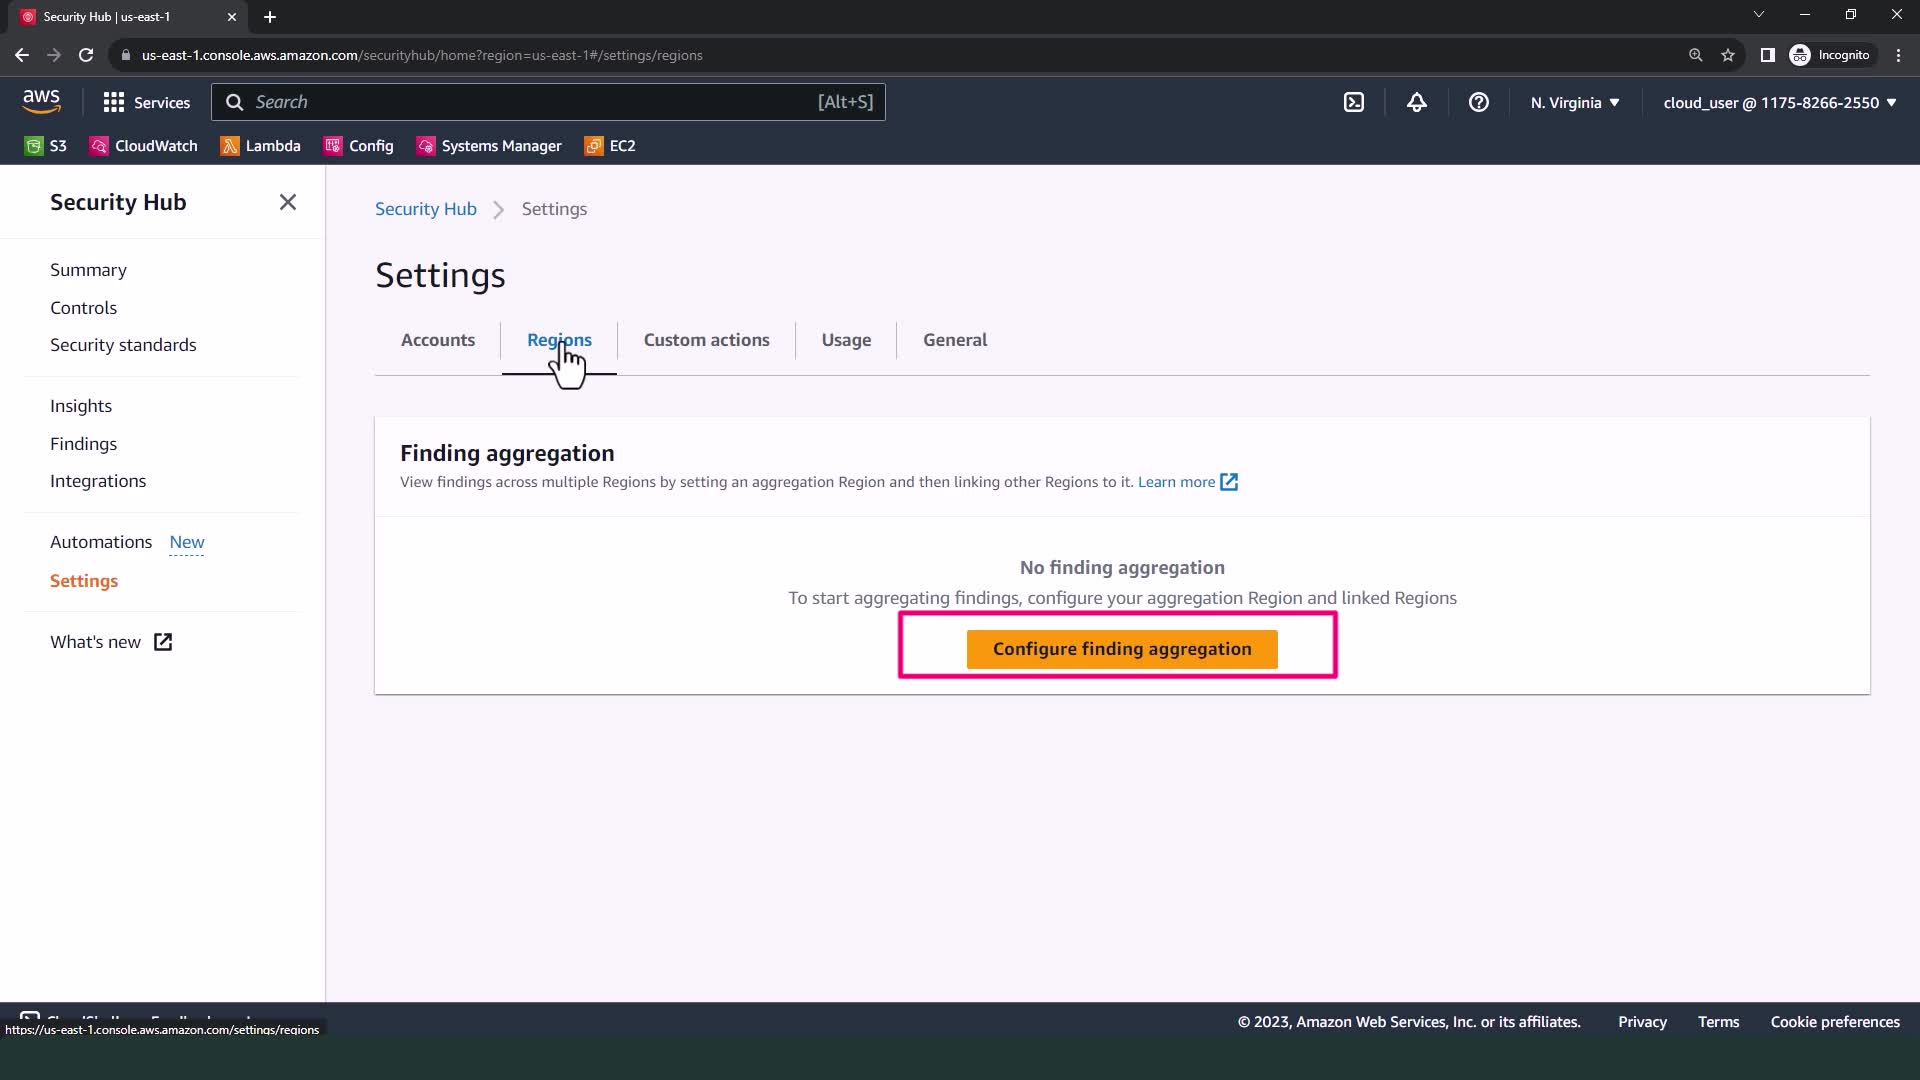 Security Hub | us-east-1
us-east-1.console.aws.amazon.com/securityhub/home?region=us-east-1#/settings/regions
Incognito
aws
Services
Search
[Alt+S]
N. Virginia
cloud_user @ 1175-8266-2550
S3
CloudWatch
Lambda
Config
Systems Manager
EC2
Security Hub
Summary
Controls
Security standards
Insights
Findings
Integrations
Automations New
Settings
What's new
Security Hub
Settings
Settings
Accounts
Regions
Custom actions
Usage
General
Finding aggregation
View findings across multiple Regions by setting an aggregation Region and then linking other Regions to it. Learn more
No finding aggregation
To start aggregating findings, configure your aggregation Region and linked Regions
Configure finding aggregation
https://us-east-1.console.aws.amazon.com/settings/regions
© 2023, Amazon Web Services, Inc. or its affiliates.
Privacy
Terms
Cookie preferences